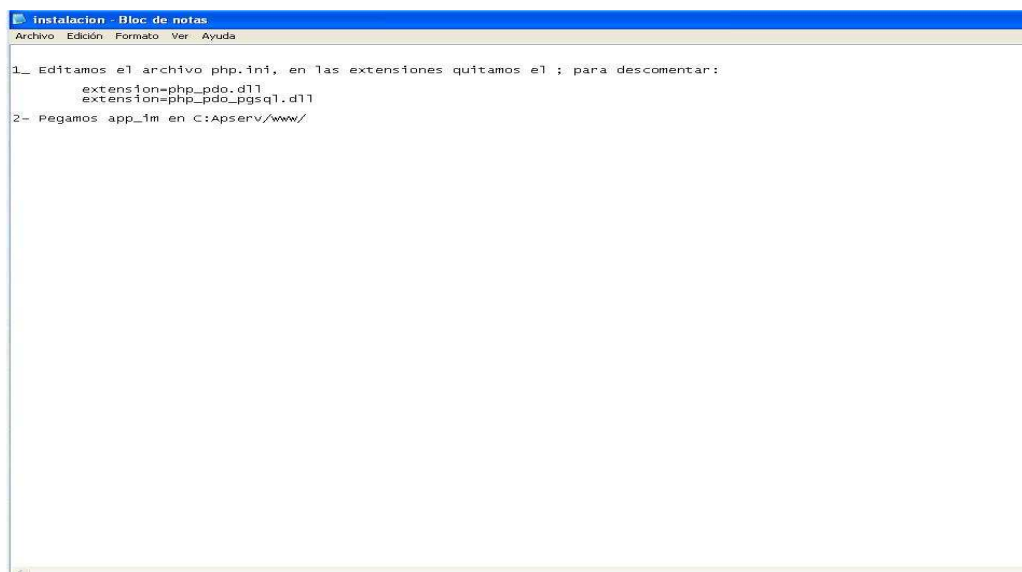 instalacion - Bloc de notas
Archivo Edición Formato Ver Ayuda
1_ Editamos el archivo php.ini, en las extensiones quitamos el ; para descomentar:
extension=php_pdo.dll
extension=php_pdo_pgsql.dll
2- Pegamos app_im en C:Apserv/www/